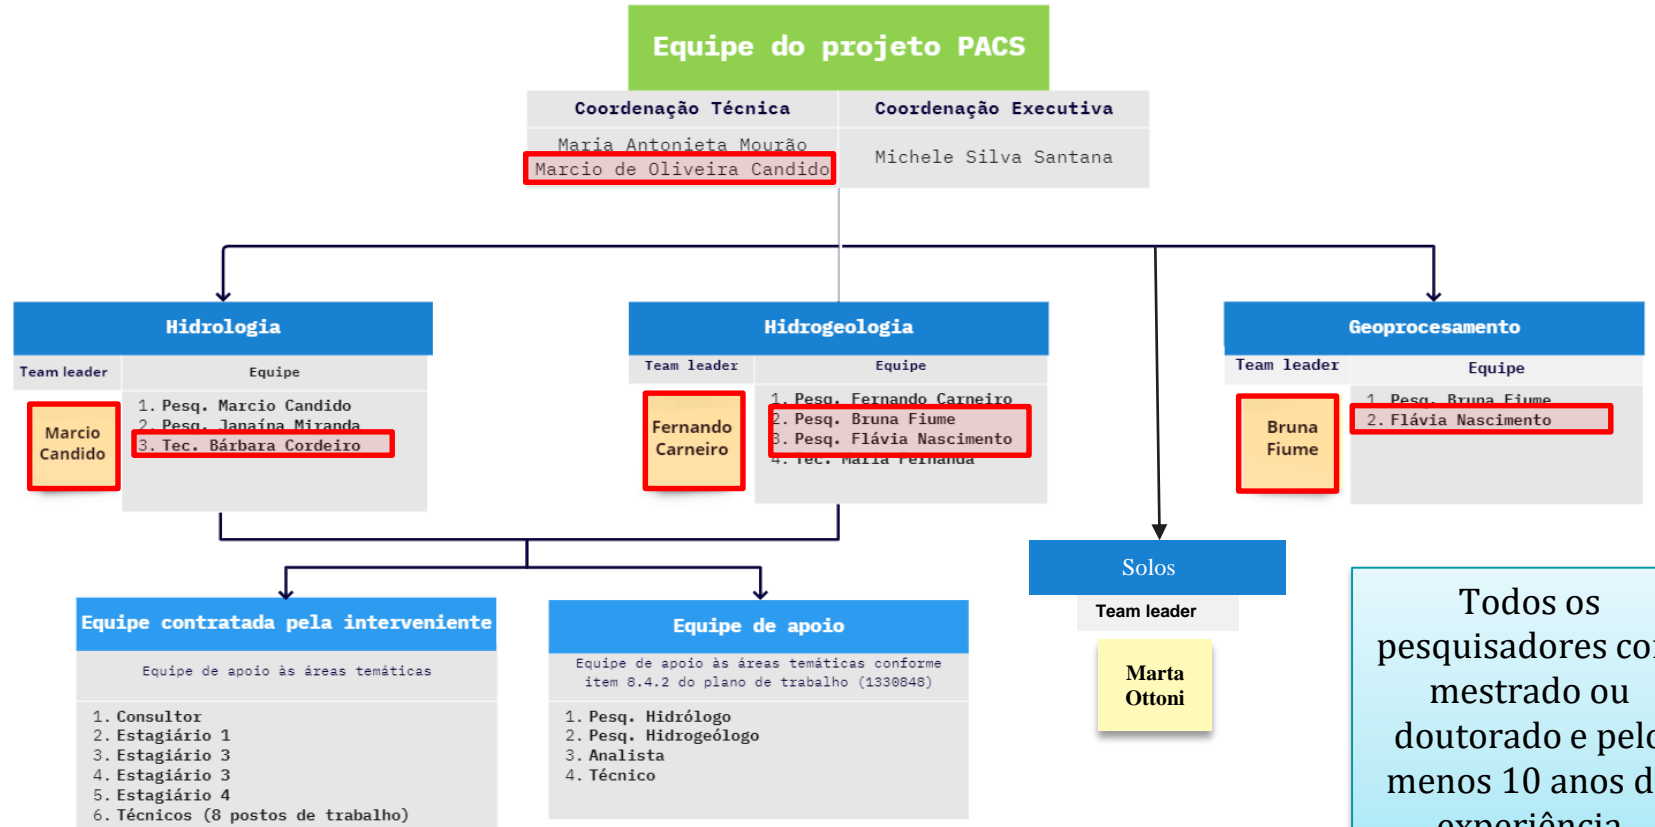 Equipe do projeto PACS
Coordenação Técnica
Coordenação Executiva
Maria Antonieta Mourão
Marcio de Oliveira Candido
Michele Silva Santana
Hidrologia
Team leader
Equipe
Marcio
Candido
1. Pesq. Marcio Candido
2. Pesq. Janaína Miranda
3. Tec. Bárbara Cordeiro
Hidrogeologia
Team leader
Equipe
Fernando
Carneiro
1. Pesq. Fernando Carneiro
2. Pesq. Bruna Fiume
3. Pesq. Flávia Nascimento
4. Tec. Maria Fernanda
Geoprocesamento
Team leader
Equipe
Bruna
Fiume
1. Pesq. Bruna Fiume
2. Flávia Nascimento
Solos
Team leader
Marta
Ottoni
Equipe contratada pela interveniente
Equipe de apoio às áreas temáticas
1. Consultor
2. Estagiário 1
3. Estagiário 3
4. Estagiário 3
5. Estagiário 4
6. Técnicos (8 postos de trabalho)
Equipe de apoio
Equipe de apoio às áreas temáticas conforme
item 8.4.2 do plano de trabalho (1330848)
1. Pesq. Hidrólogo
2. Pesq. Hidrogeólogo
3. Analista
4. Técnico
Todos os
pesquisadores
mestrado ou
doutorado e pelo
menos 10 anos
experiência